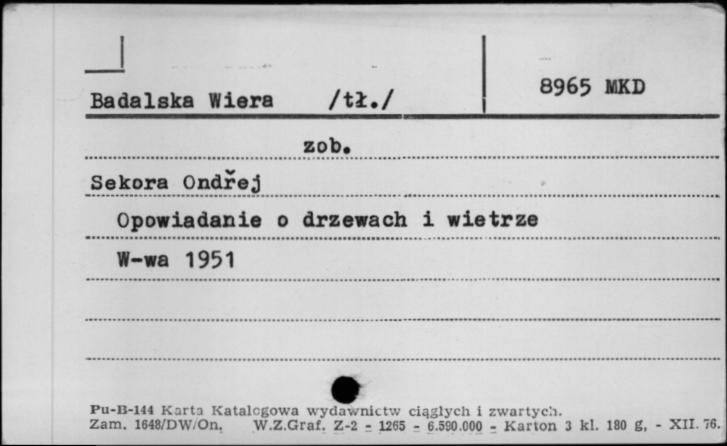 Badalska Wiera /tł./ 8965 MKD
zob.
Sekora Ondřej
Opowiadanie o drzewach i wietrze
W-wa 1951
Pu-B-144 Karta Katalogowa wydawnictw ciągłych i zwartych.
Zam. 1648/DW/On. W.Z.Graf. Z-2 - 1265 - 6.590.000 - Karton 3 kl. 180 g, - XII. 76.